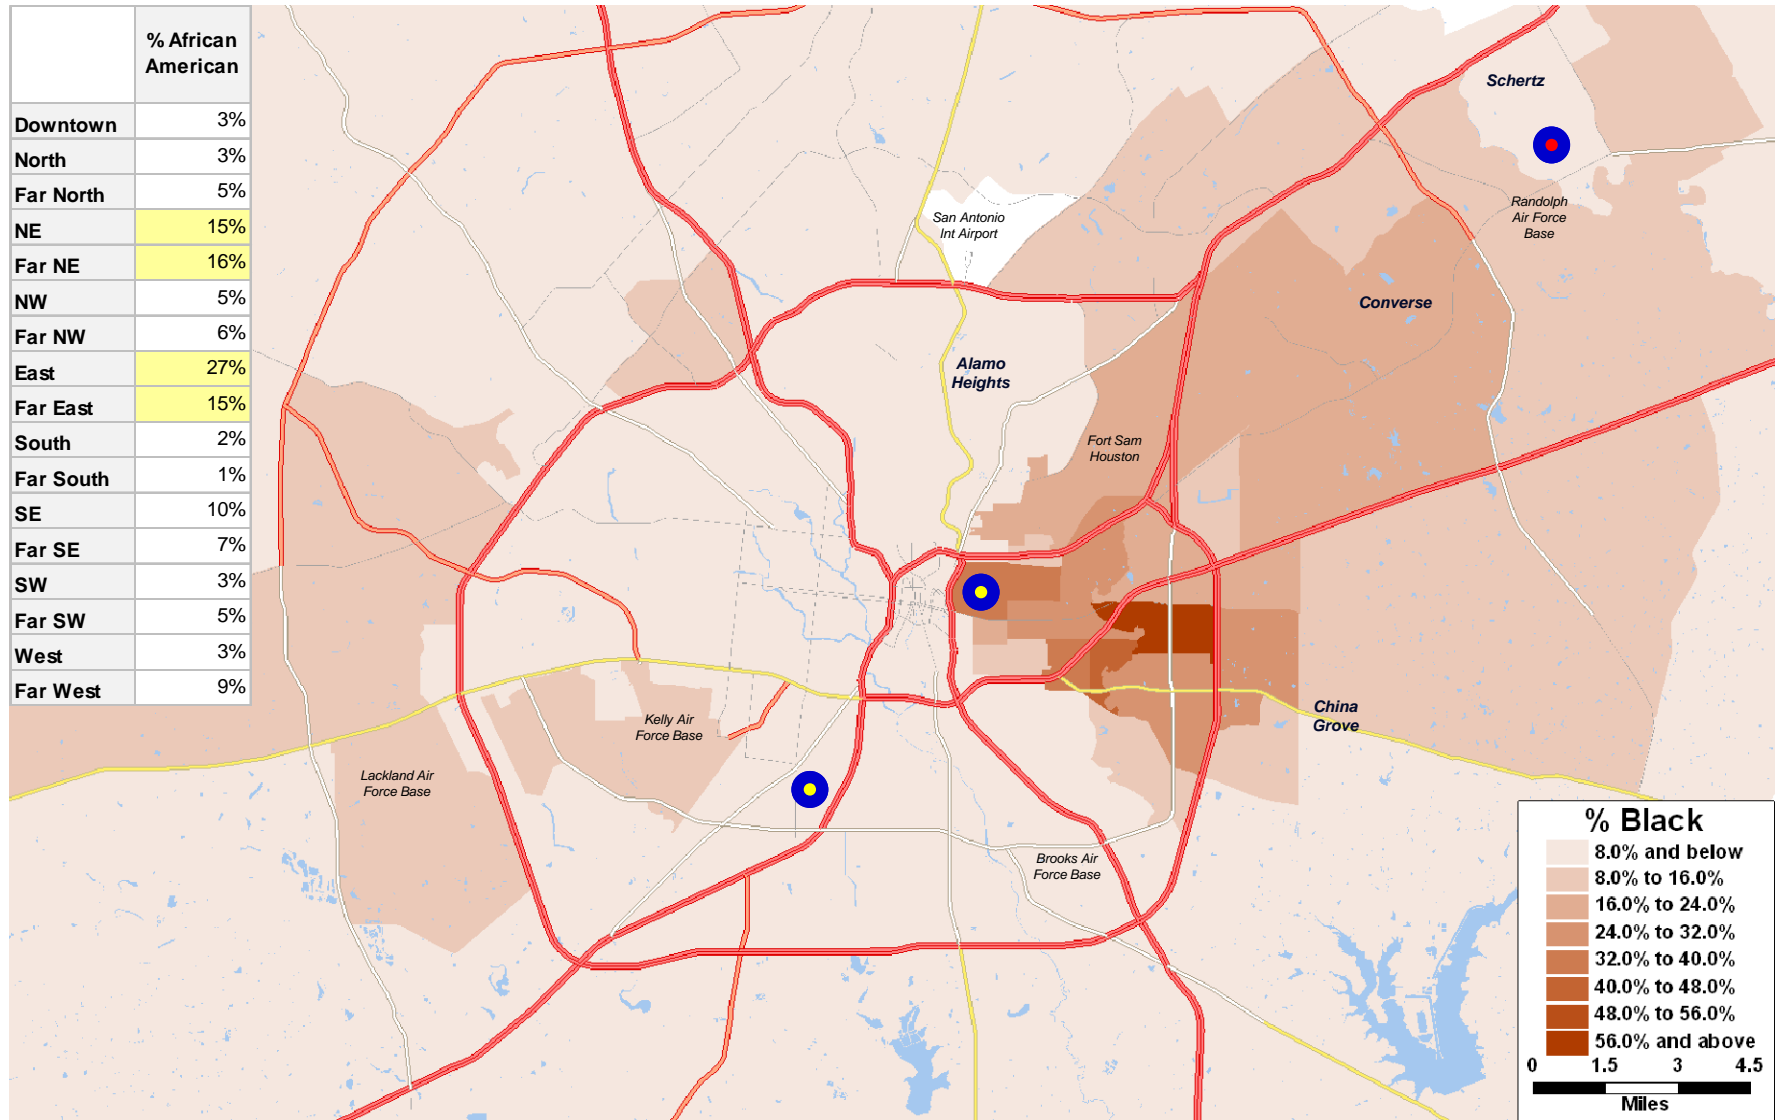 % African
American
Downtown 3%
North 3%
Far North 5%
NE 15%
Far NE 16%
NW 5%
Far NW 6%
East 27%
Far East 15%
South 2%
Far South 1%
SE 10%
Far SE 7%
SW 3%
Far SW 5%
West 3%
Far West 9%
Schertz
San Antonio
Int Airport
Randolph
Air Force
Base
Converse
Alamo
Heights
Fort Sam
Houston
China
Grove
Kelly Air
Force Base
Lackland Air
Force Base
Brooks Air
Force Base
% Black
8.0% and below
8.0% to 16.0%
16.0% to 24.0%
24.0% to 32.0%
32.0% to 40.0%
40.0% to 48.0%
48.0% to 56.0%
56.0% and above
0 1.5 3 4.5
Miles